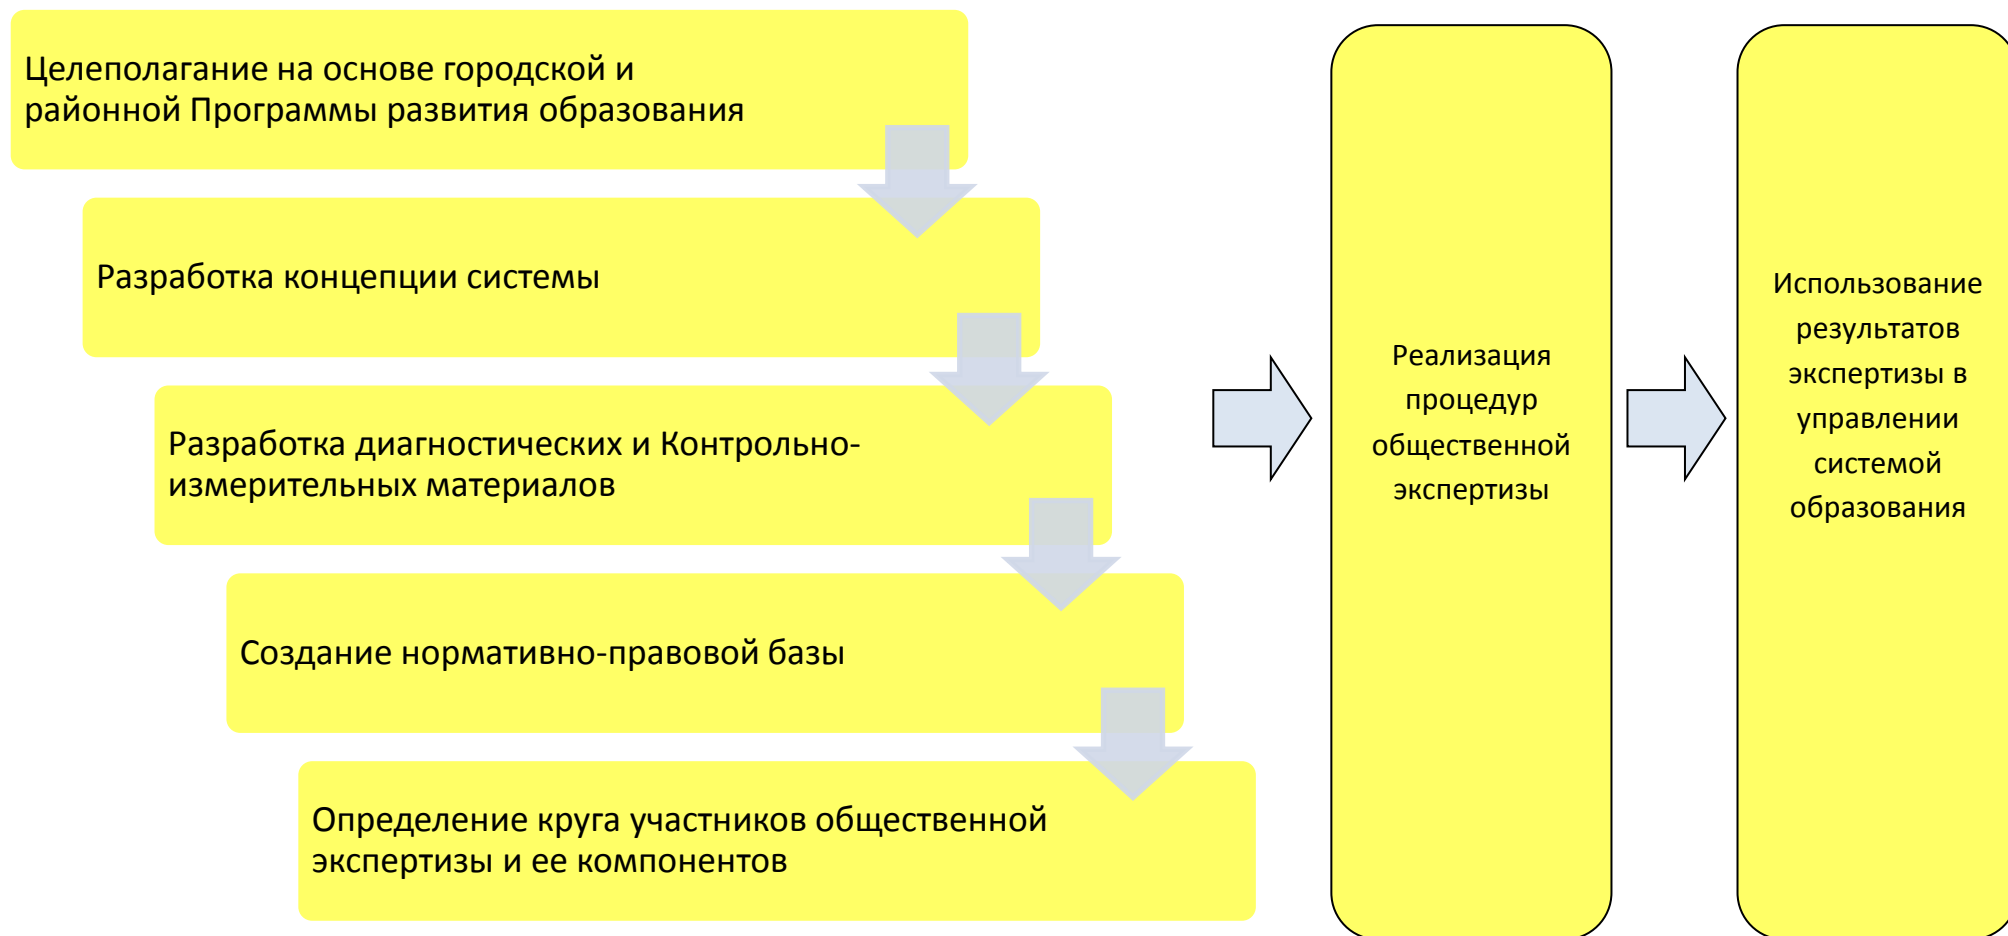 Целеполагание на основе городской и
районной Программы развития образования
Разработка концепции системы
Разработка диагностических и Контрольно-
измерительных материалов
Создание нормативно-правовой базы
Определение круга участников общественной
экспертизы и ее компонентов
Реализация
процедур
общественной
экспертизы
Использование
результатов
экспертизы в
управлении
системой
образования